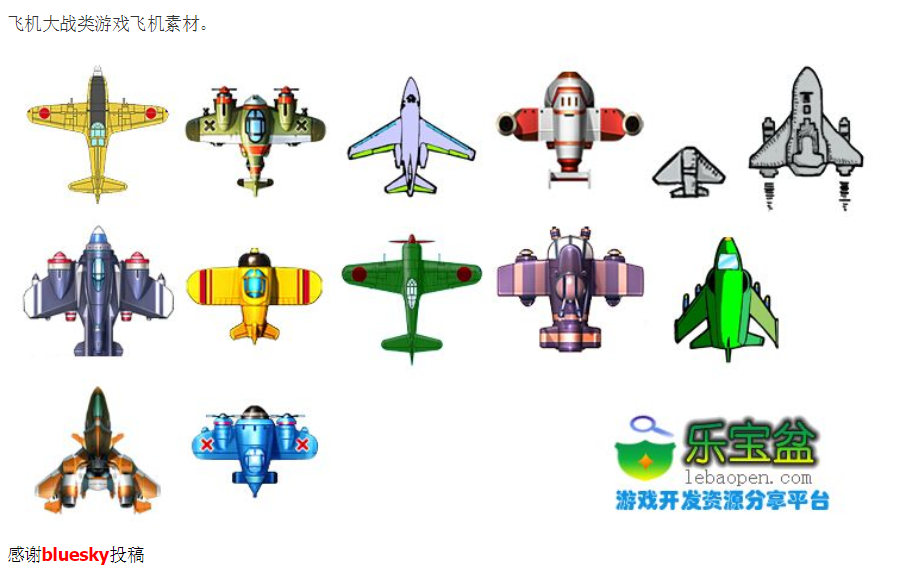 飞机大战类游戏飞机素材。
乐宝盆
lebaopen.com
游戏开发资源分享平台
感谢bluesky投稿